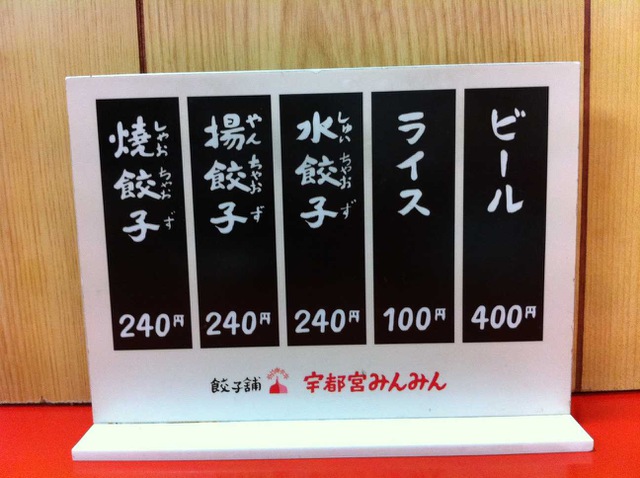 ビール
400円
ライス
100円
水餃子
しゅい ちゃお ず
240円
揚餃子
やん ちゃお ず
240円
焼餃子
しゃお ちゃお ず
240円
餃子舗
宇都宮みんみん